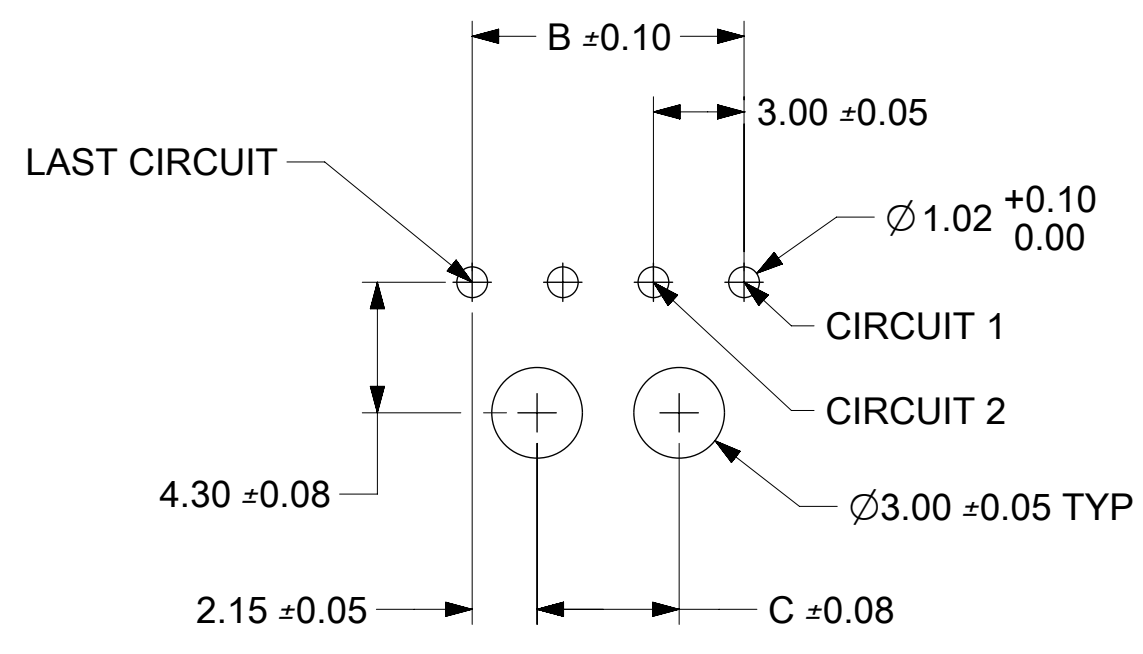 B ±0.10
3.00 ±0.05
LAST CIRCUIT
⌀1.02 +0.10
0.00
CIRCUIT 1
CIRCUIT 2
4.30 ±0.08
⌀3.00 ±0.05 TYP
2.15 ±0.05
C ±0.08